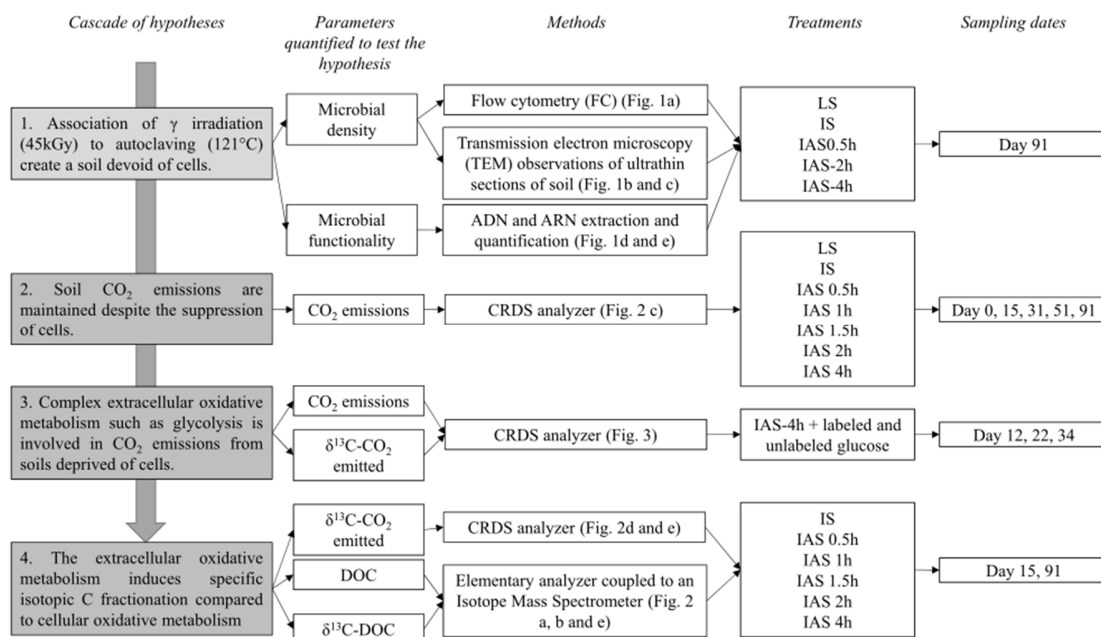 Cascade of hypotheses
Parameters
quantified to test the
hypothesis
Methods
Treatments
Sampling dates
1. Association of γ irradiation
(45kGy) to autoclaving (121°C)
create a soil devoid of cells.
Microbial
density
Microbial
functionality
Flow cytometry (FC) (Fig. 1a)
Transmission electron microscopy
(TEM) observations of ultrathin
sections of soil (Fig. 1b and c)
ADN and ARN extraction and
quantification (Fig. 1d and e)
LS
IS
IAS0.5h
IAS-2h
IAS-4h
Day 91
2. Soil CO₂ emissions are
maintained despite the suppression
of cells.
CO₂ emissions
CRDS analyzer (Fig. 2 c)
LS
IS
IAS 0.5h
IAS 1h
IAS 1.5h
IAS 2h
IAS 4h
Day 0, 15, 31, 51, 91
3. Complex extracellular oxidative
metabolism such as glycolysis is
involved in CO₂ emissions from
soils deprived of cells.
CO₂ emissions
δ¹³C-CO₂
emitted
CRDS analyzer (Fig. 3)
IAS-4h + labeled and
unlabeled glucose
Day 12, 22, 34
4. The extracellular oxidative
metabolism induces specific
isotopic C fractionation compared
to cellular oxidative metabolism
δ¹³C-CO₂
emitted
DOC
δ¹³C-DOC
CRDS analyzer (Fig. 2d and e)
Elementary analyzer coupled to an
Isotope Mass Spectrometer (Fig. 2
a, b and e)
IS
IAS 0.5h
IAS 1h
IAS 1.5h
IAS 2h
IAS 4h
Day 15, 91